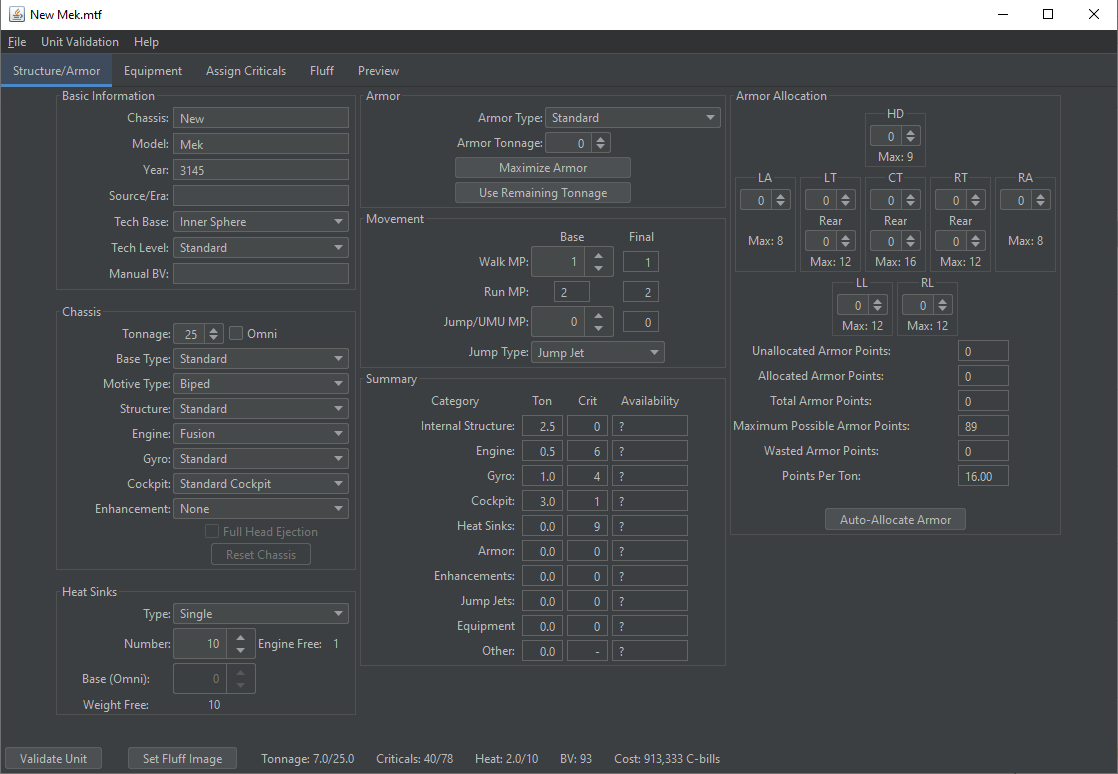 New Mek.mtf
File Unit Validation Help
Structure/Armor Equipment Assign Criticals Fluff Preview
Basic Information
Chassis: New
Model: Mek
Year: 3145
Source/Era:
Tech Base: Inner Sphere
Tech Level: Standard
Manual BV:
Chassis
Tonnage: 25 Omni
Base Type: Standard
Motive Type: Biped
Structure: Standard
Engine: Fusion
Gyro: Standard
Cockpit: Standard Cockpit
Enhancement: None
Full Head Ejection
Reset Chassis
Heat Sinks
Type: Single
Number: 10 Engine Free: 1
Base (Omni): 0
Weight Free: 10
Armor
Armor Type: Standard
Armor Tonnage: 0
Maximize Armor
Use Remaining Tonnage
Movement
Base Final
Walk MP: 1 1
Run MP: 2 2
Jump/UMU MP: 0 0
Jump Type: Jump Jet
Summary
Category Ton Crit Availability
Internal Structure: 2.5 0 ?
Engine: 0.5 6 ?
Gyro: 1.0 4 ?
Cockpit: 3.0 1 ?
Heat Sinks: 0.0 9 ?
Armor: 0.0 0 ?
Enhancements: 0.0 0 ?
Jump Jets: 0.0 0 ?
Equipment 0.0 0 ?
Other: 0.0 - ?
Armor Allocation
HD
0
Max: 9
LA LT CT RT RA
0 0 0 0 0
Rear Rear Rear
Max: 8 0 0 0 Max: 8
Max: 12 Max: 16 Max: 12
LL RL
0 0
Max: 12 Max: 12
Unallocated Armor Points: 0
Allocated Armor Points: 0
Total Armor Points: 0
Maximum Possible Armor Points: 89
Wasted Armor Points: 0
Points Per Ton: 16.00
Auto-Allocate Armor
Validate Unit Set Fluff Image Tonnage: 7.0/25.0 Criticals: 40/78 Heat: 2.0/10 BV: 93 Cost: 913,333 C-bills